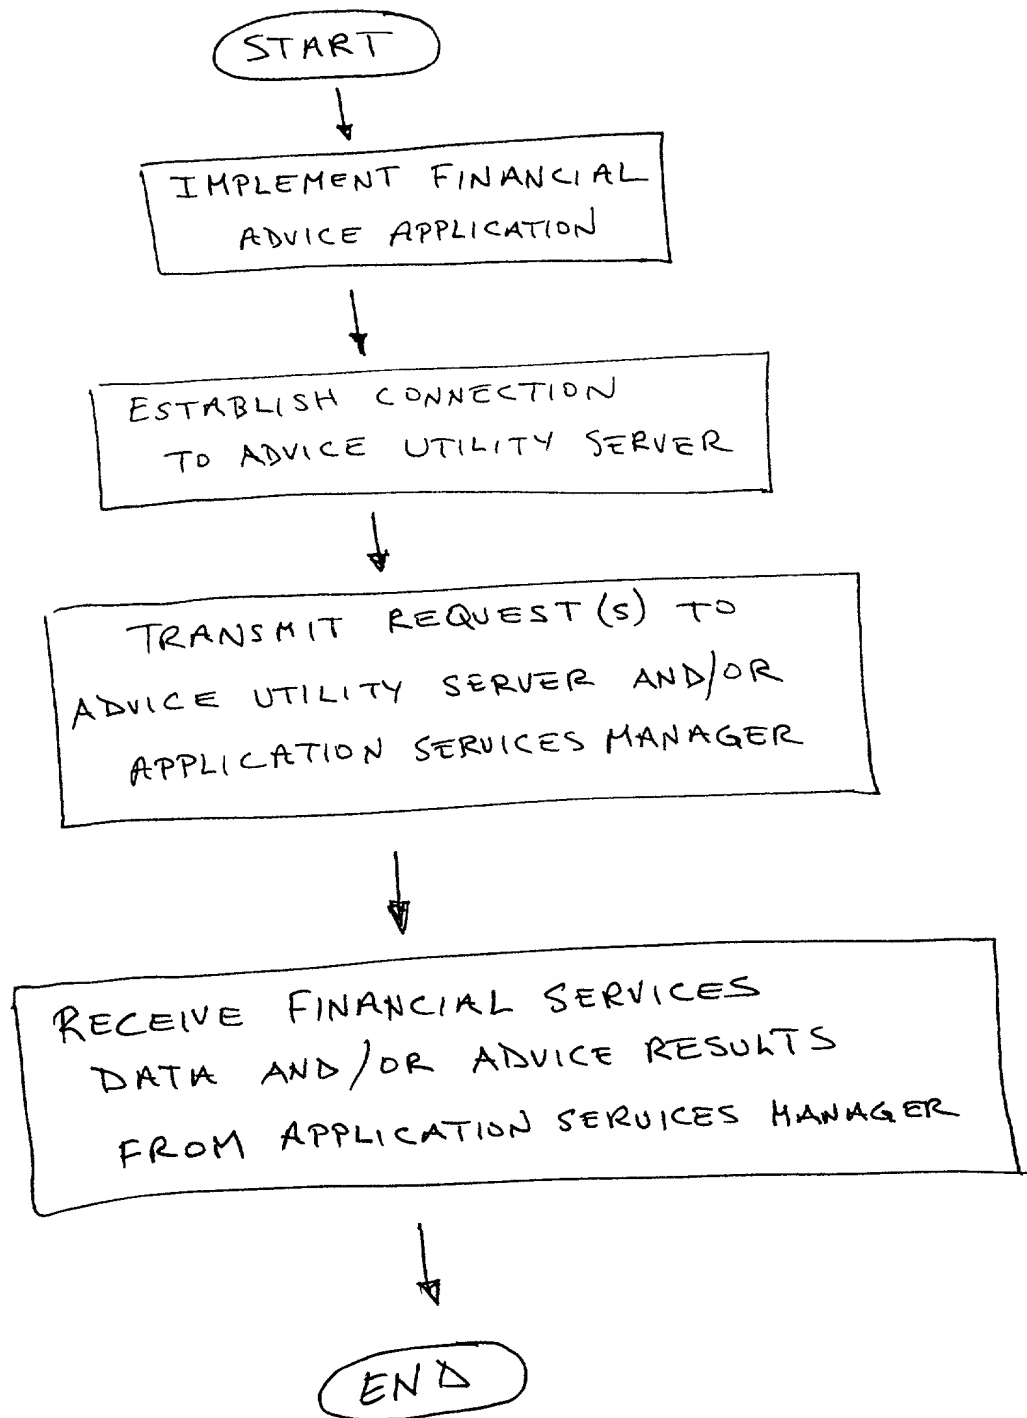 START
IMPLEMENT FINANCIAL
ADVICE APPLICATION
ESTABLISH CONNECTION
TO ADVICE UTILITY SERVER
TRANSMIT REQUEST(S) TO
ADVICE UTILITY SERVER AND/OR
APPLICATION SERVICES MANAGER
RECEIVE FINANCIAL SERVICES
DATA AND/OR ADVICE RESULTS
FROM APPLICATION SERVICES MANAGER
END